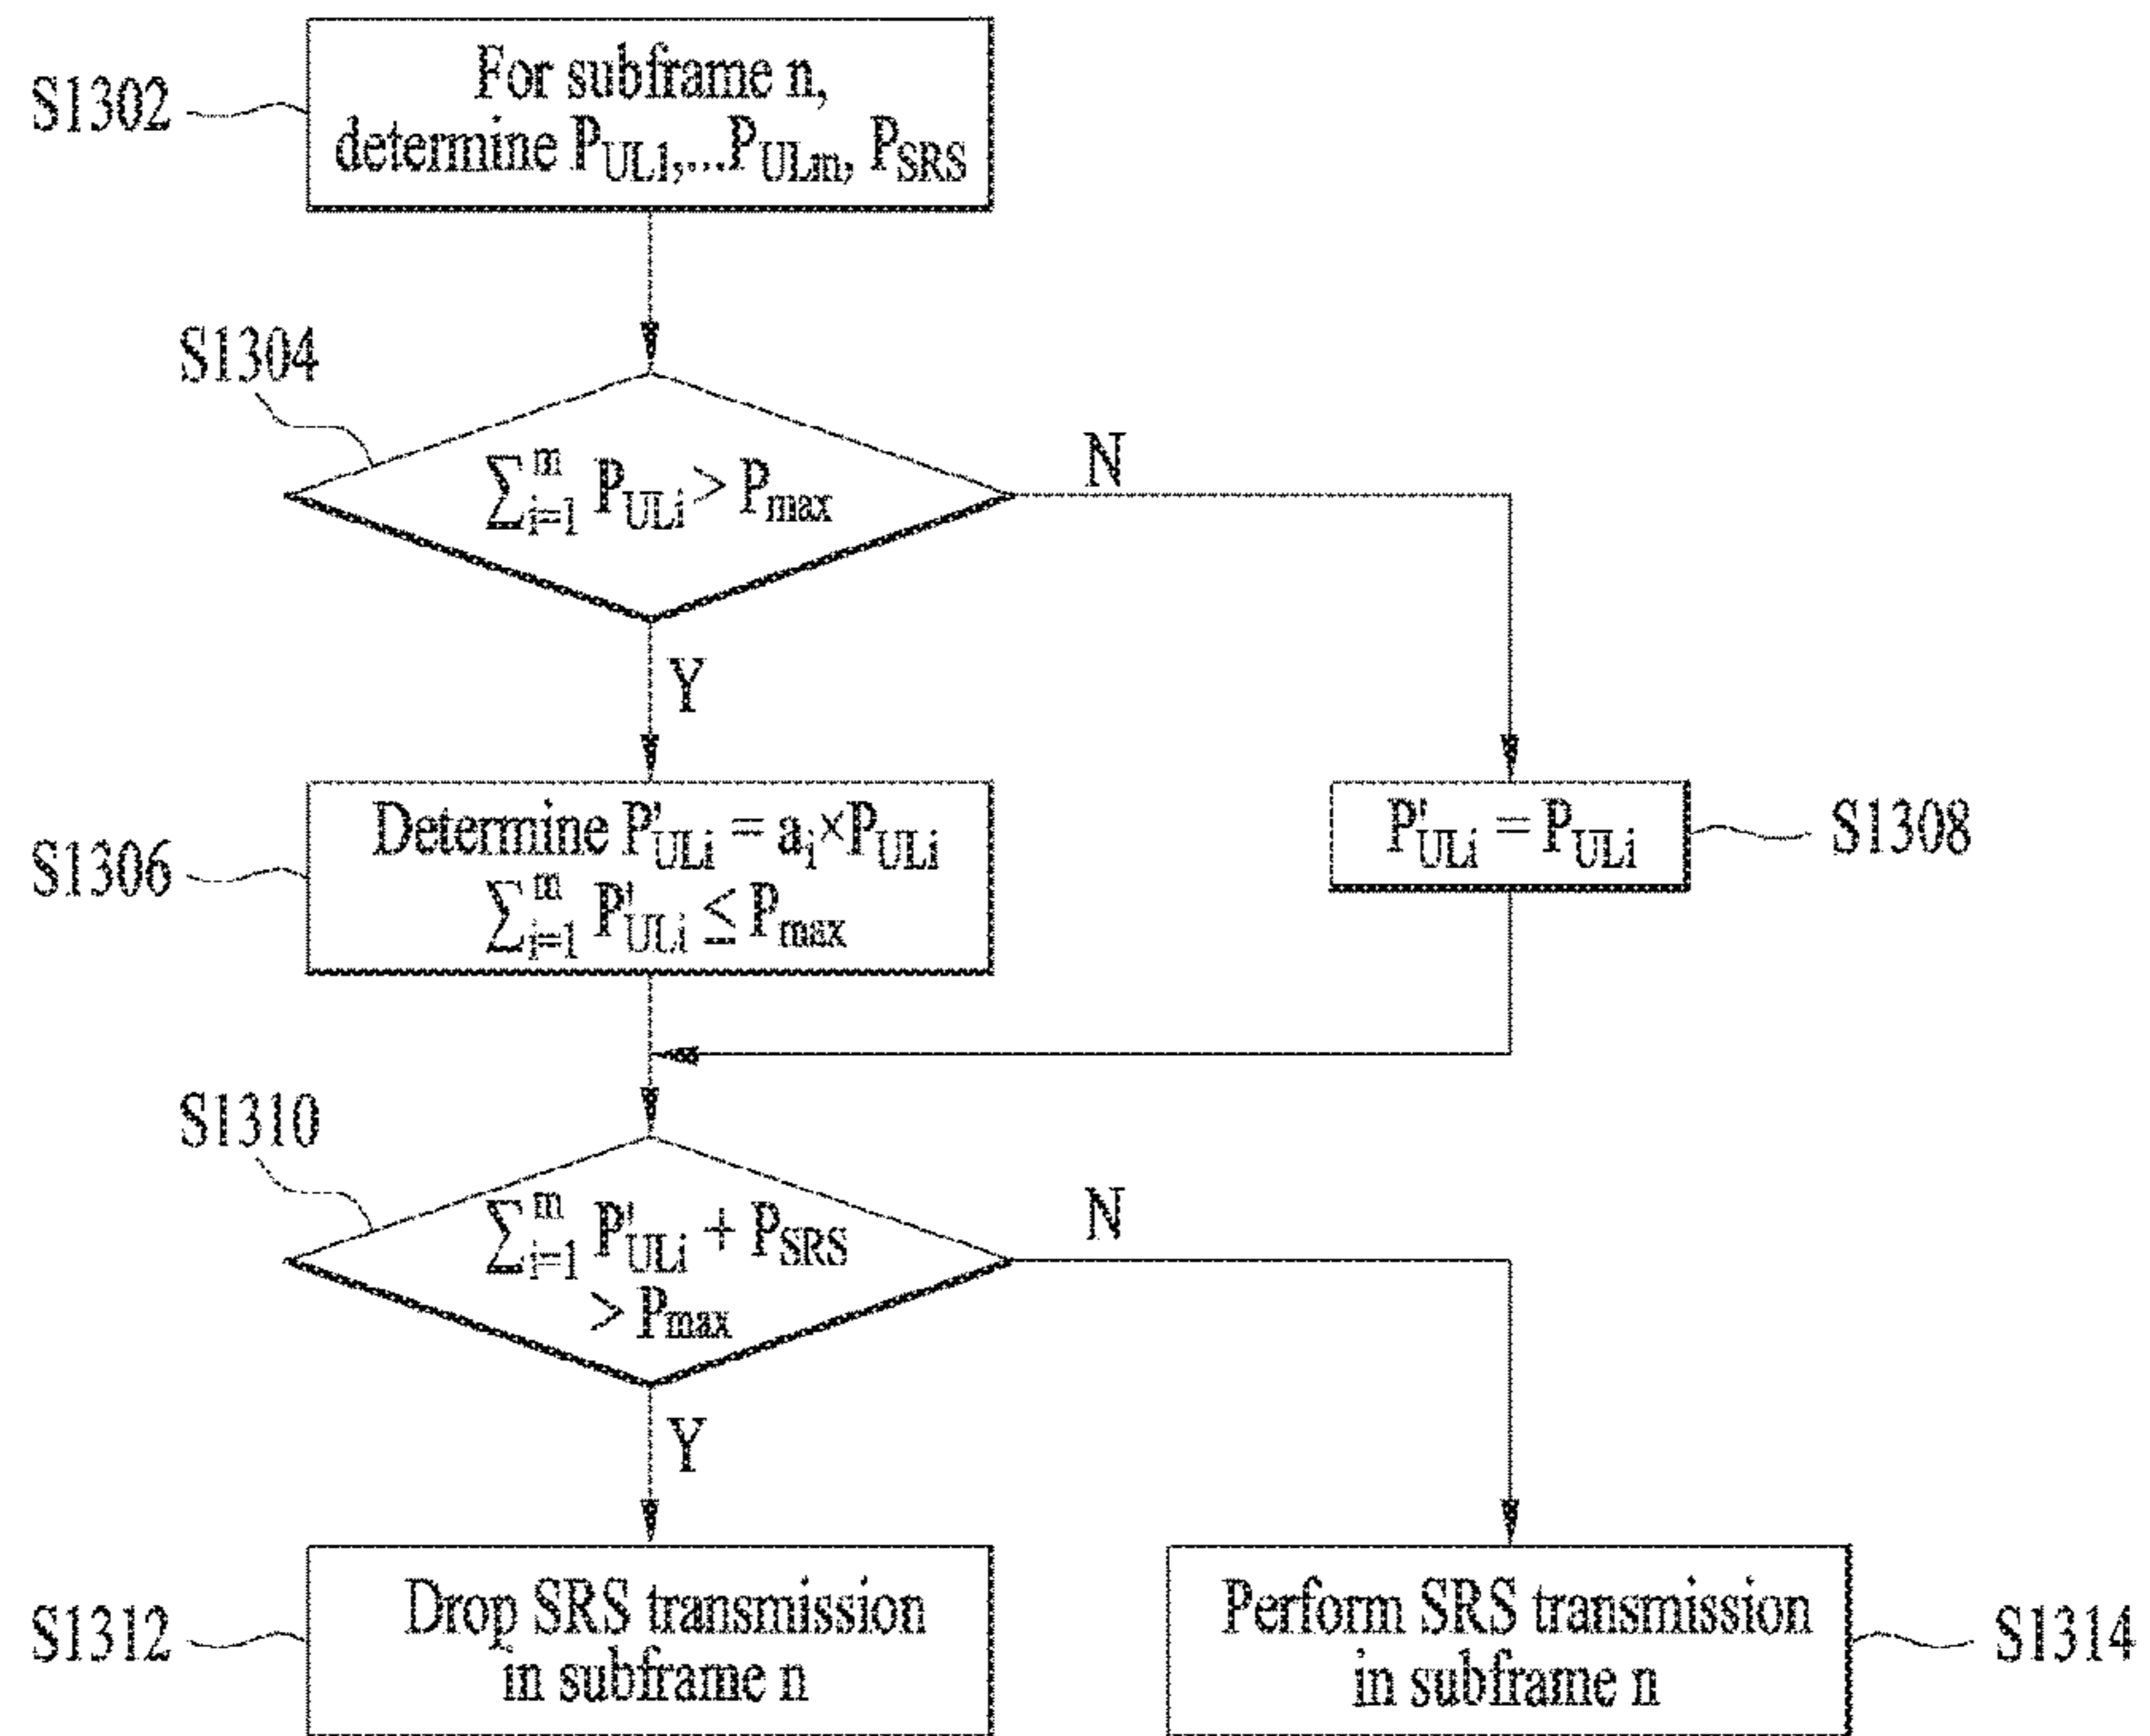 S1302
For subframe n,
determine P_UL1,...P_ULm, P_SRS
S1304
∑_{i=1}^{m} P_ULi > P_max
N
Y
S1306
Determine P'_ULi = a_i×P_ULi
∑_{i=1}^{m} P'_ULi ≤ P_max
P'_ULi = P_ULi
S1308
S1310
∑_{i=1}^{m} P'_ULi + P_SRS
> P_max
N
Y
S1312
Drop SRS transmission
in subframe n
Perform SRS transmission
in subframe n
S1314